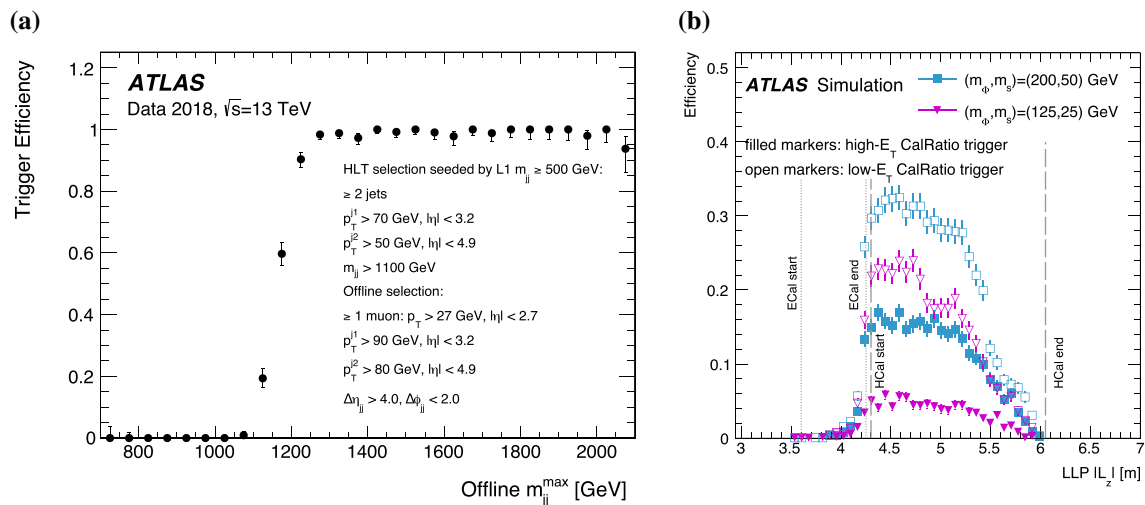 (a)
ATLAS
Data 2018, √s=13 TeV
Trigger Efficiency
1.2
1
0.8
0.6
0.4
0.2
0
HLT selection seeded by L1 m_jj ≥ 500 GeV:
≥ 2 jets
p_T^j1 > 70 GeV, |η| < 3.2
p_T^j2 > 50 GeV, |η| < 4.9
m_jj > 1100 GeV
Offline selection:
≥ 1 muon: p_T > 27 GeV, |η| < 2.7
p_T^j1 > 90 GeV, |η| < 3.2
p_T^j2 > 80 GeV, |η| < 4.9
Δη_jj > 4.0, Δϕ_jj < 2.0
800 1000 1200 1400 1600 1800 2000
Offline m_jj^max [GeV]
(b)
Efficiency
0.5
0.4
0.3
0.2
0.1
0
ATLAS Simulation
(m_Φ,m_s)=(200,50) GeV
(m_Φ,m_s)=(125,25) GeV
filled markers: high-E_T CalRatio trigger
open markers: low-E_T CalRatio trigger
ECal start
ECal end
HCal start
HCal end
3 3.5 4 4.5 5 5.5 6 6.5 7
LLP |L_z| [m]